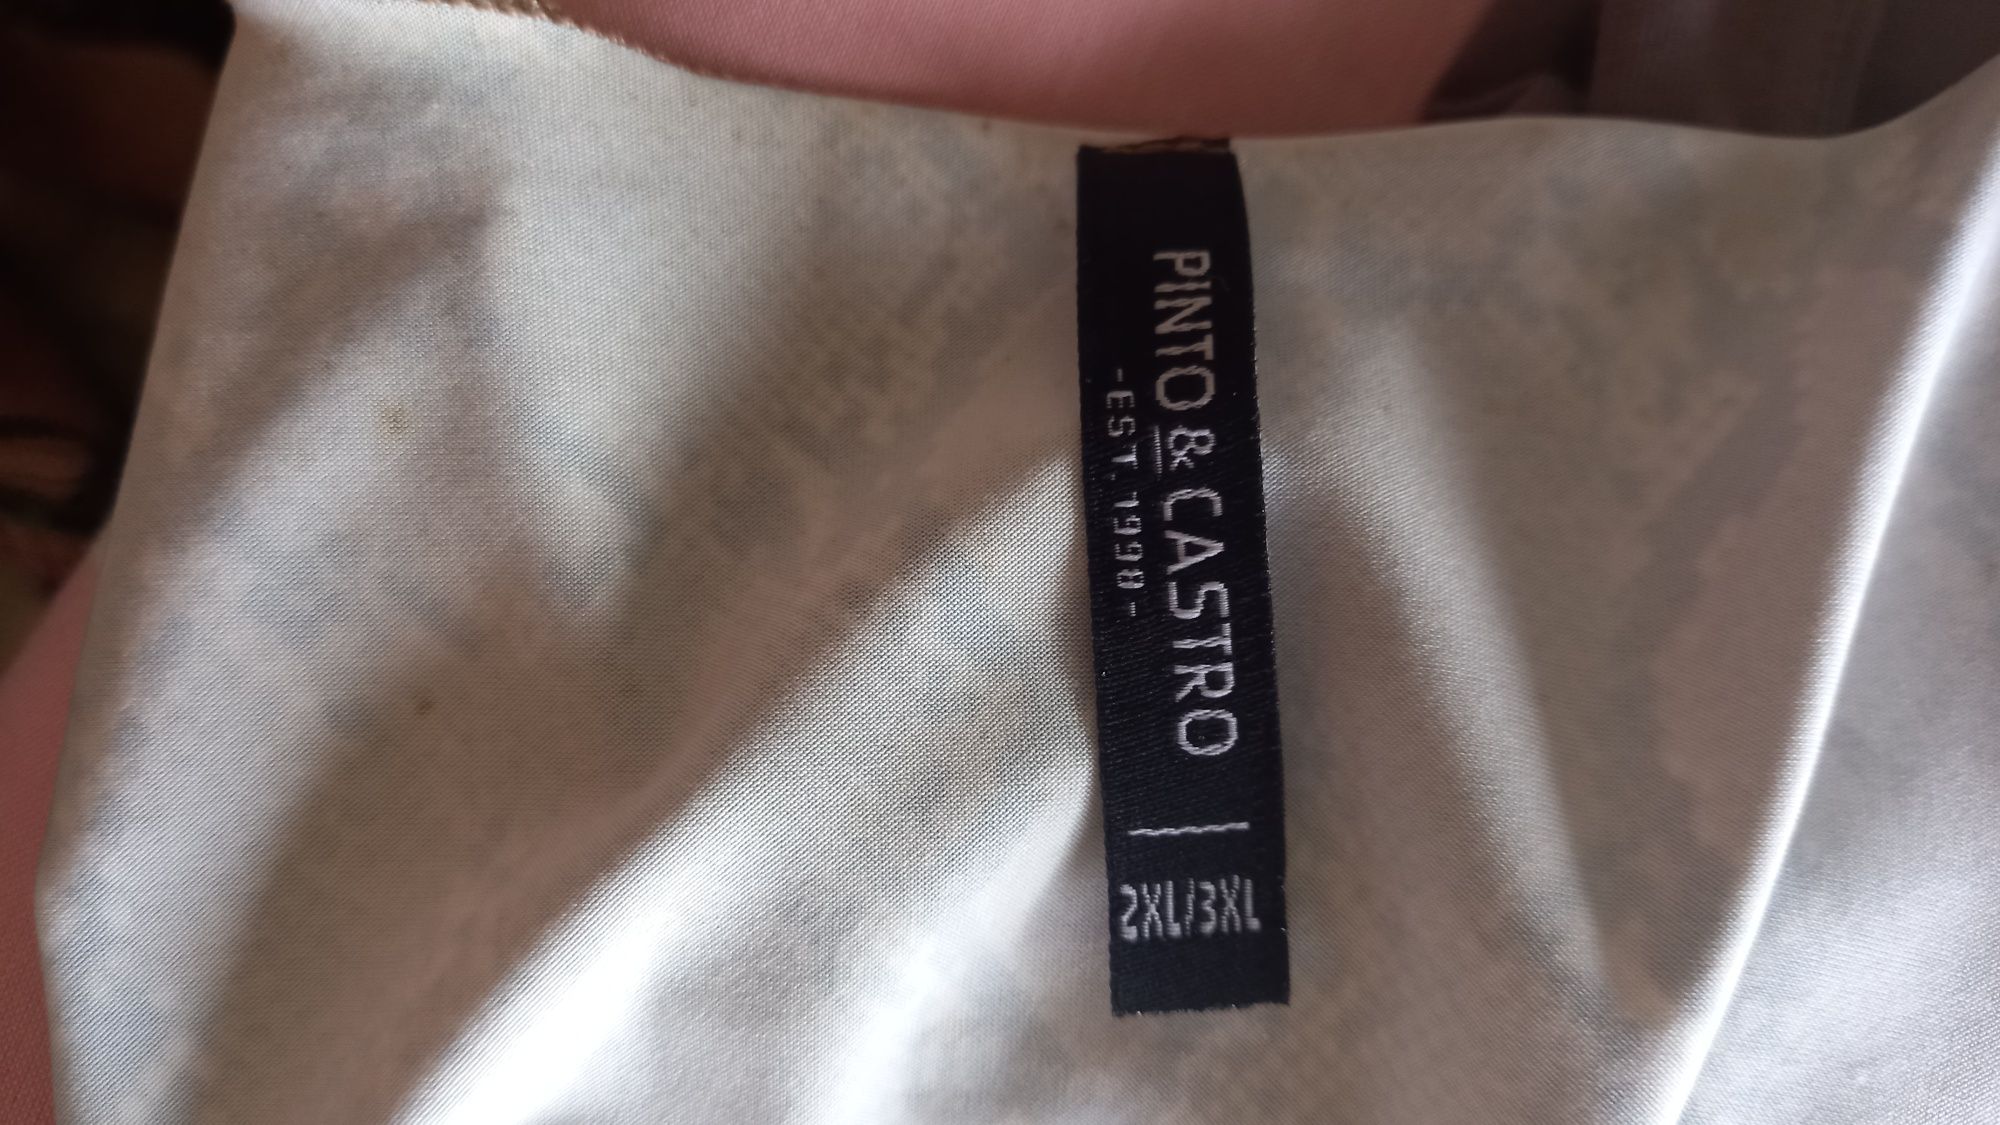 PINTO & CASTRO
-EST. 1990-
2XL/3XL